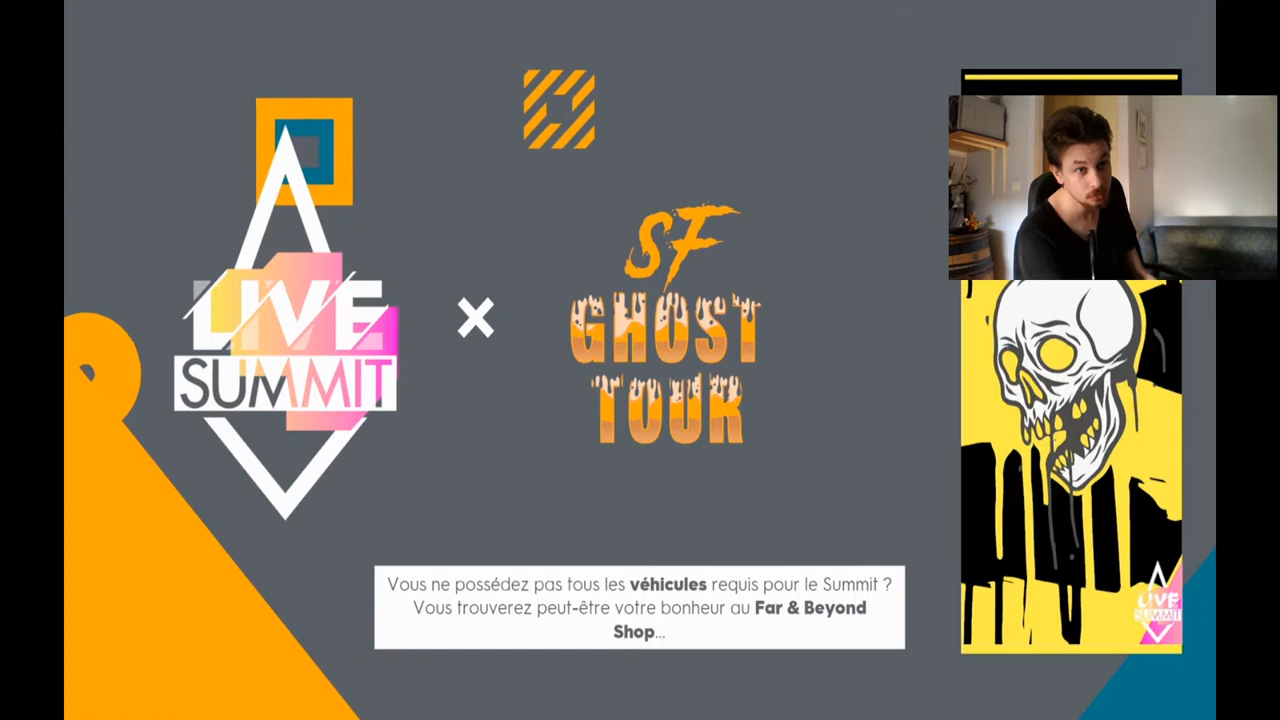 LIVE
SUMMIT
×
SF
GHOST
TOUR
Vous ne possédez pas tous les véhicules requis pour le Summit ?
Vous trouverez peut-être votre bonheur au Far & Beyond
Shop...
LIVE
SUMMIT